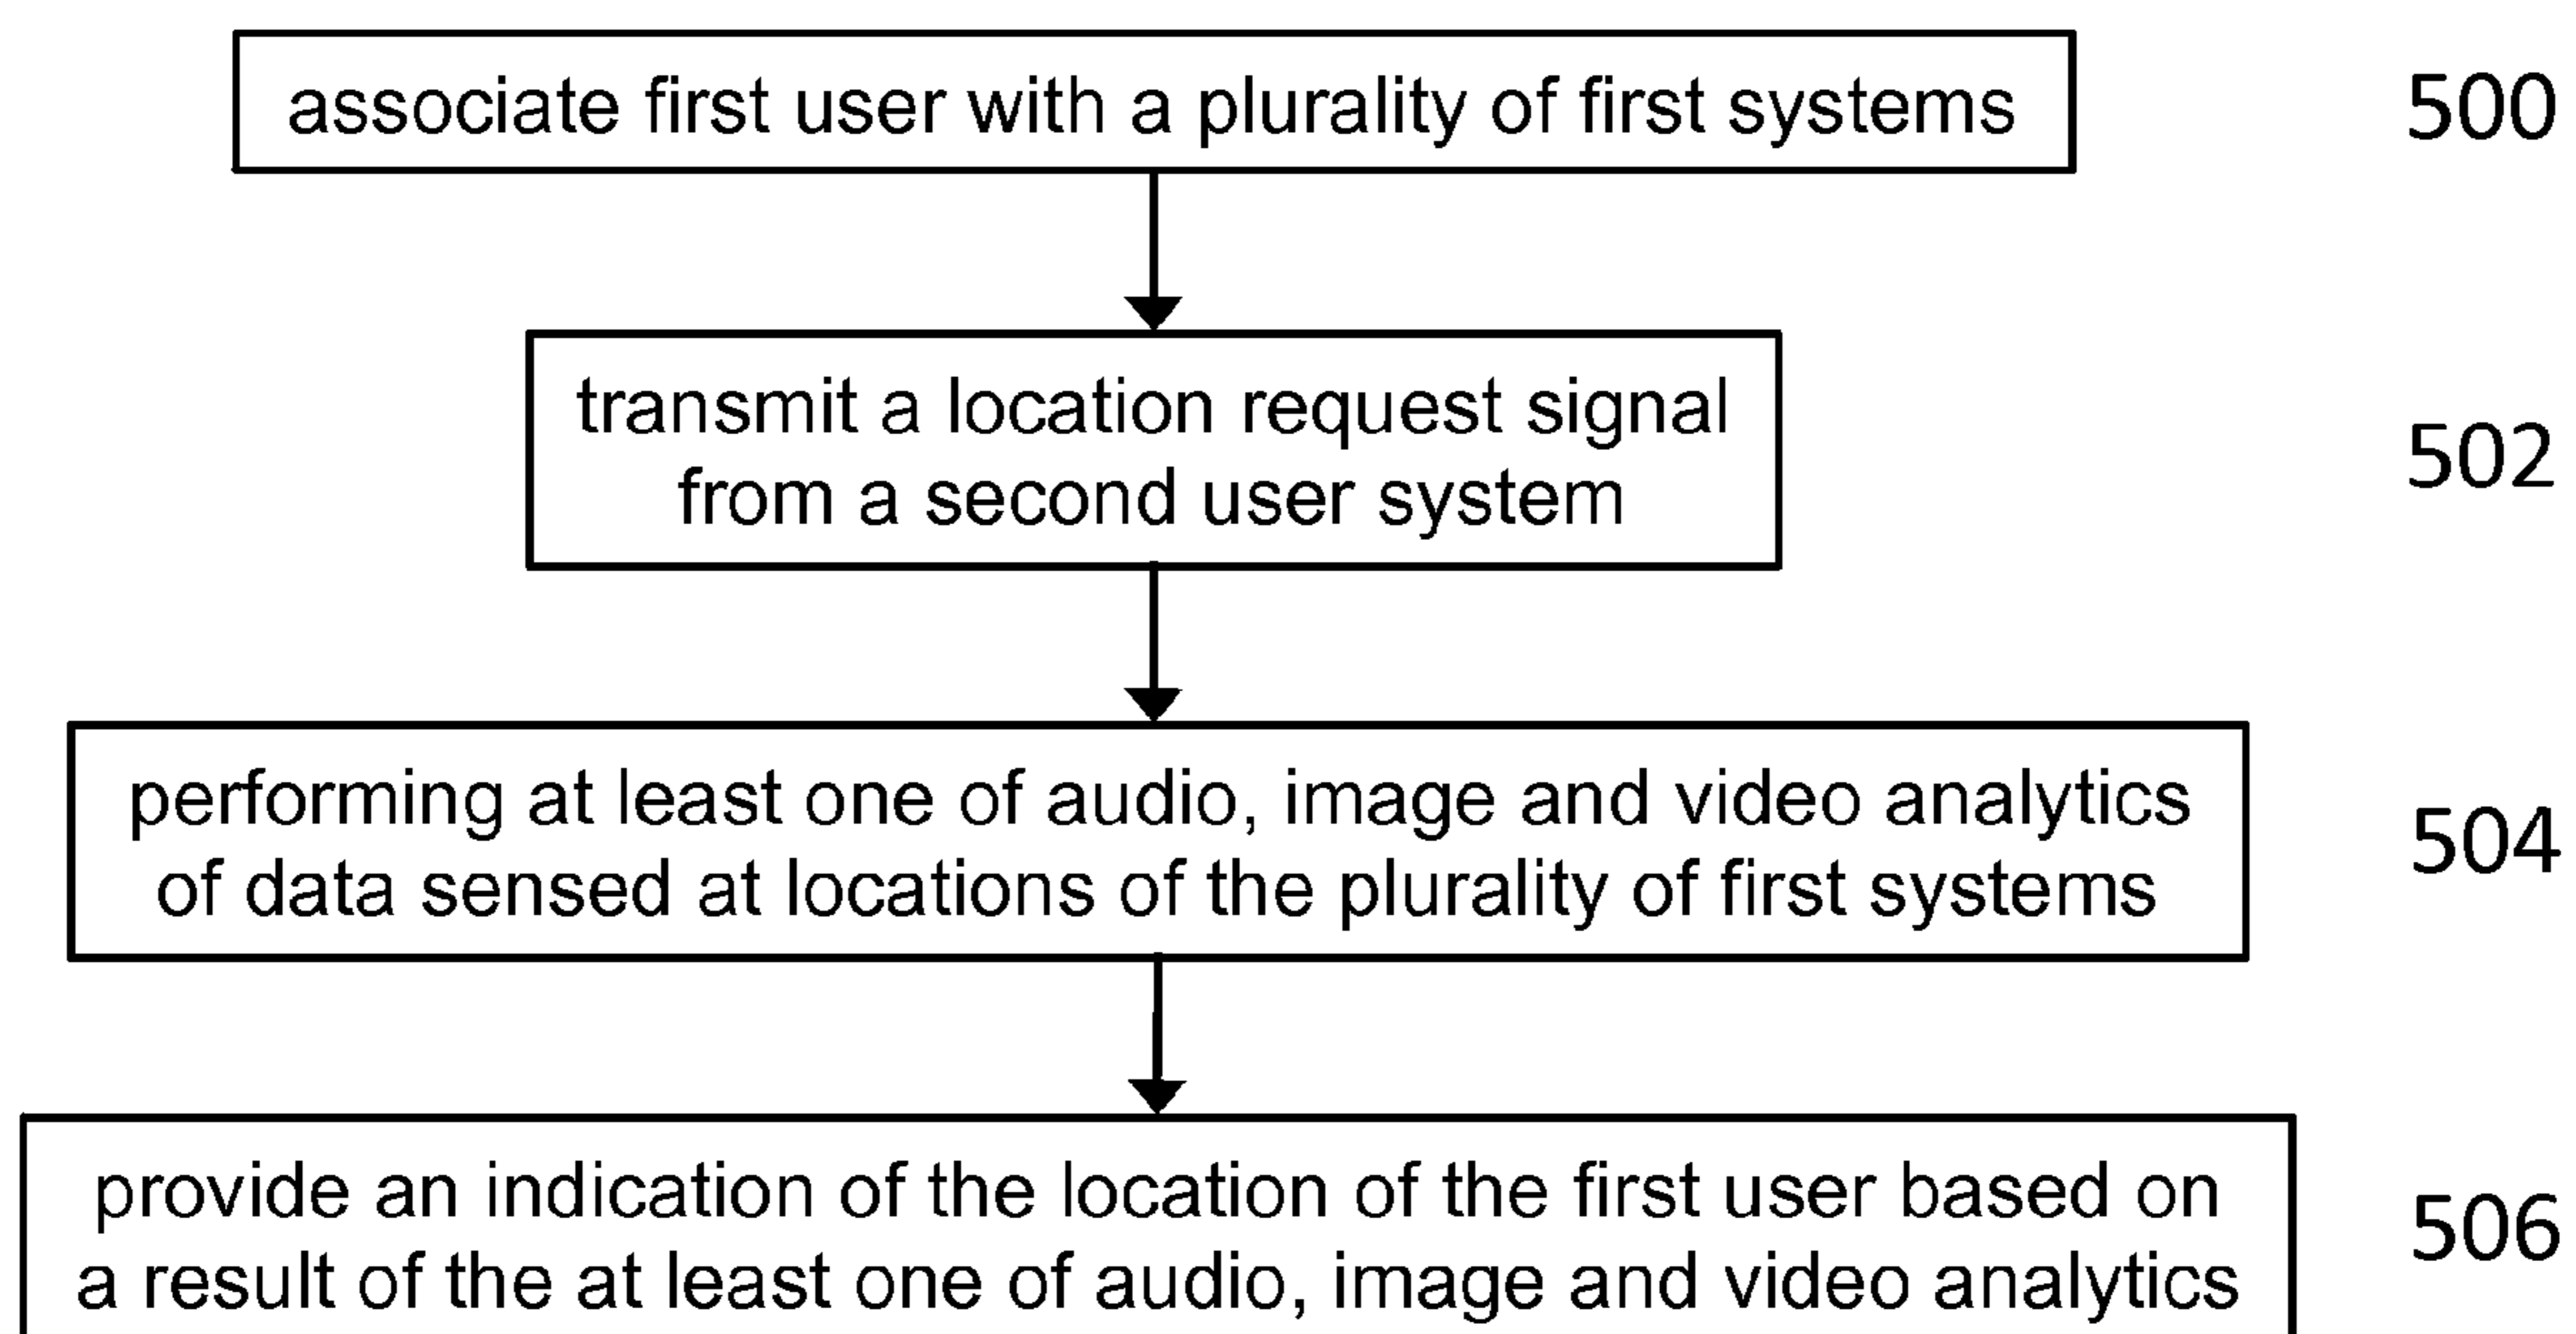 associate first user with a plurality of first systems
500
transmit a location request signal
from a second user system
502
performing at least one of audio, image and video analytics
of data sensed at locations of the plurality of first systems
504
provide an indication of the location of the first user based on
a result of the at least one of audio, image and video analytics
506